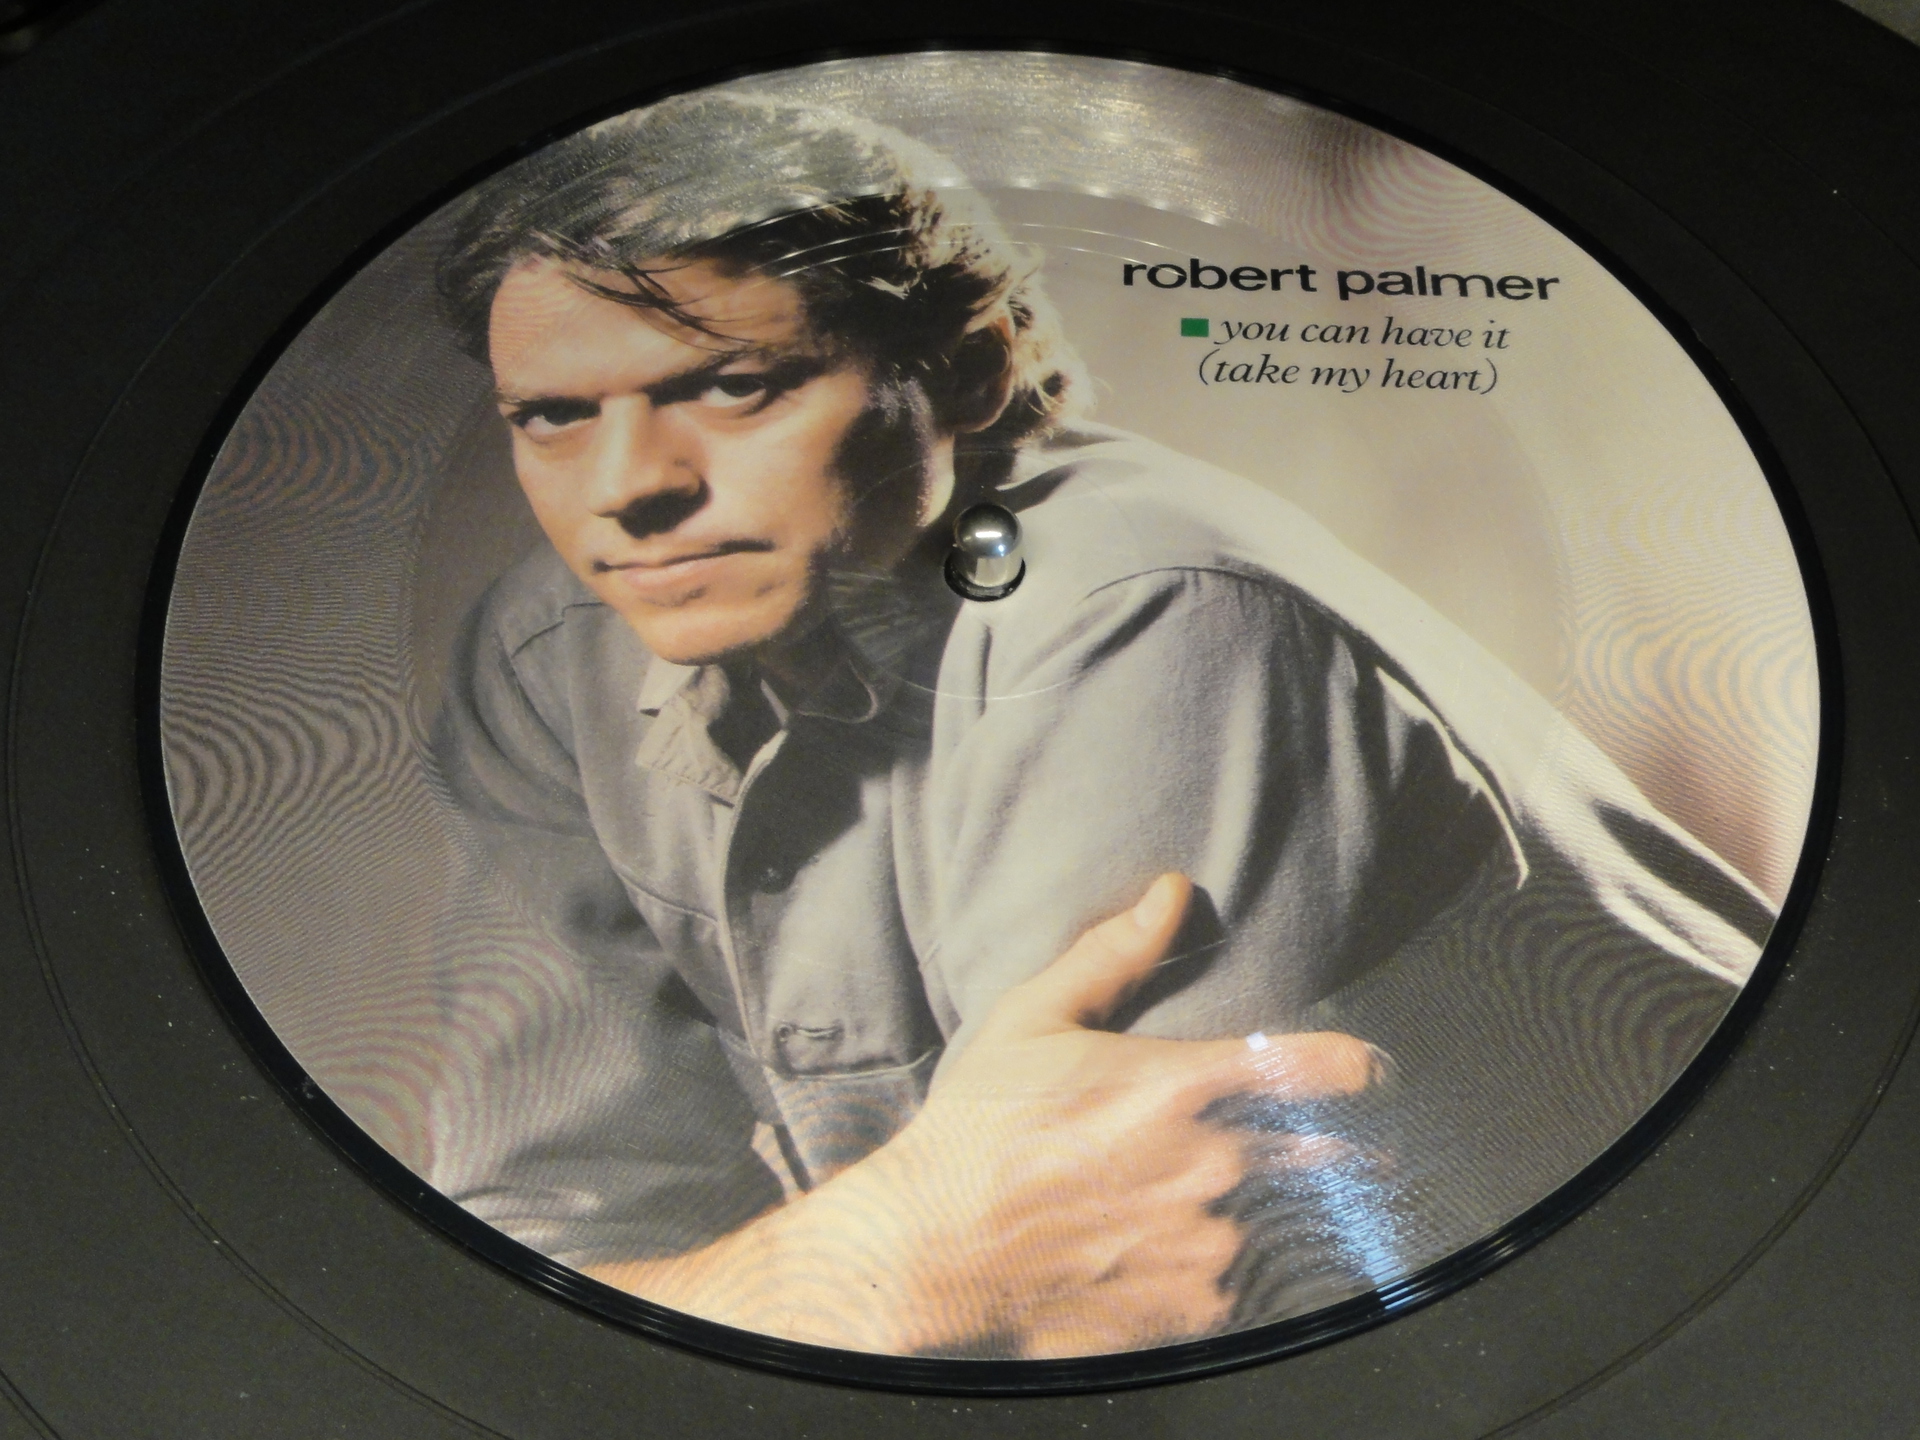 robert palmer
you can have it
(take my heart)